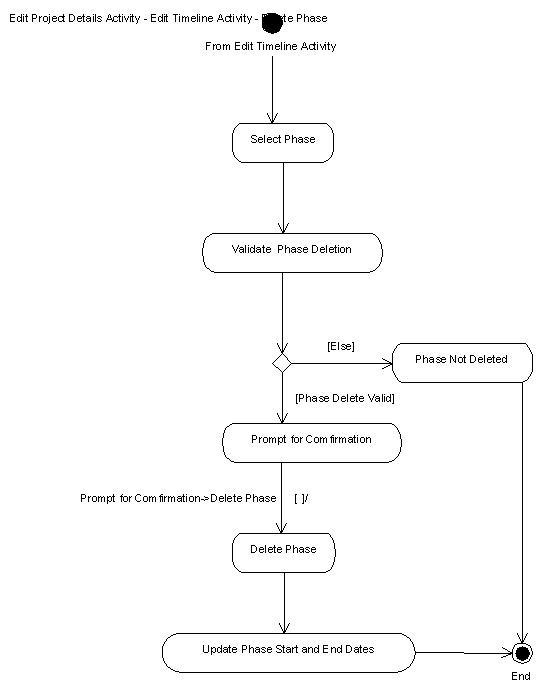 Edit Project Details Activity - Edit Timeline Activity - Delete Phase
From Edit Timeline Activity
Select Phase
Validate Phase Deletion
[Else]
Phase Not Deleted
[Phase Delete Valid]
Prompt for Comfirmation
Prompt for Comfirmation->Delete Phase [ ]/
Delete Phase
Update Phase Start and End Dates
End